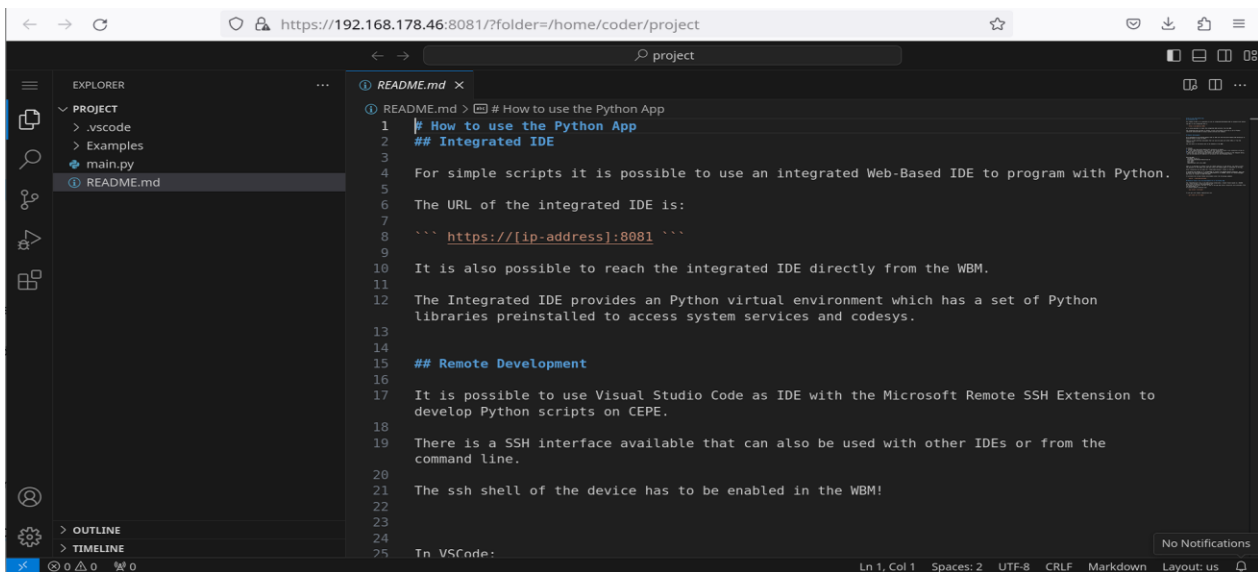 https://192.168.178.46:8081/?folder=/home/coder/project
project
EXPLORER
PROJECT
.vscode
Examples
main.py
README.md
OUTLINE
TIMELINE
README.md
README.md > # How to use the Python App
1 # How to use the Python App
2 ## Integrated IDE
3
4 For simple scripts it is possible to use an integrated Web-Based IDE to program with Python.
5
6 The URL of the integrated IDE is:
7
8 ``` https://[ip-address]:8081 ```
9
10 It is also possible to reach the integrated IDE directly from the WBM.
11
12 The Integrated IDE provides an Python virtual environment which has a set of Python
libraries preinstalled to access system services and codesys.
13
14
15 ## Remote Development
16
17 It is possible to use Visual Studio Code as IDE with the Microsoft Remote SSH Extension to
develop Python scripts on CEPE.
18
19 There is a SSH interface available that can also be used with other IDEs or from the
command line.
20
21 The ssh shell of the device has to be enabled in the WBM!
22
23
24
25 In VSCode:
No Notifications
0 0 0 Ln 1, Col 1 Spaces: 2 UTF-8 CRLF Markdown Layout: us